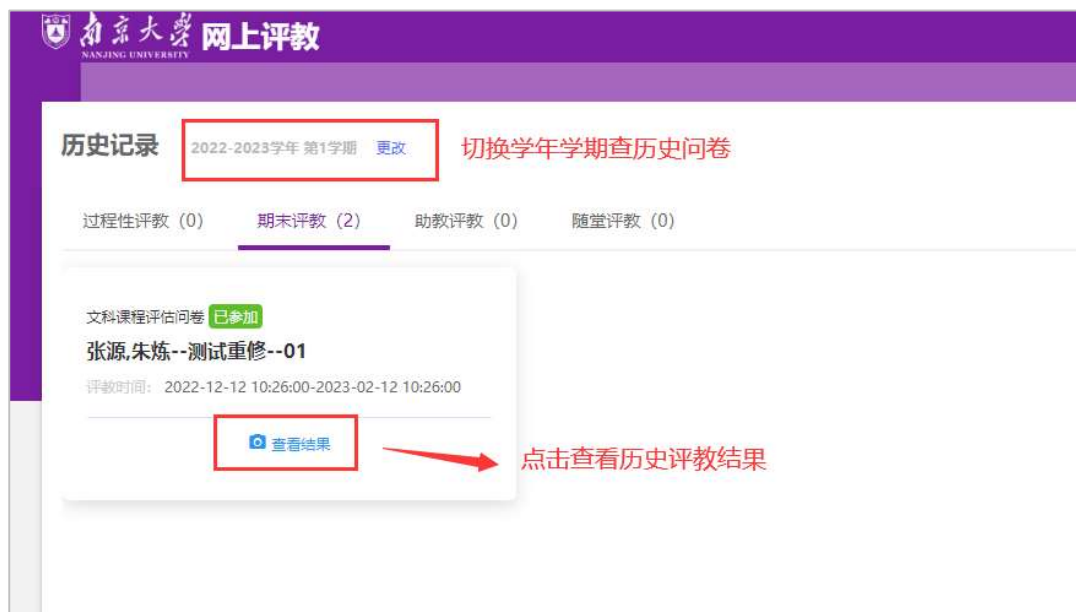 南京大学 网上评教
NANJING UNIVERSITY
历史记录 2022-2023学年 第1学期 更改 切换学年学期查历史问卷
过程性评教（0） 期末评教（2） 助教评教（0） 随堂评教（0）
文科课程评估问卷 已参加
张源,朱炼--测试重修--01
评教时间： 2022-12-12 10:26:00-2023-02-12 10:26:00
查看结果
点击查看历史评教结果